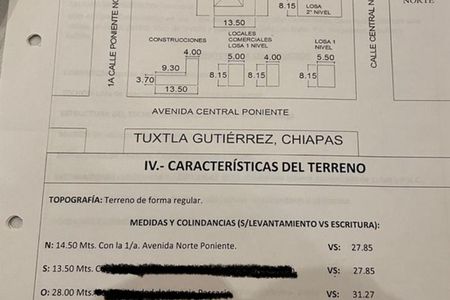 13.50
8.15
LOSA
2° NIVEL
NORTE
1A CALLE PONIENTE NO
CALLE CENTRAL N
CONSTRUCCIONES
LOCALES
COMERCIALES
LOSA 1 NIVEL
LOSA 1
NIVEL
4.00
5.00
4.00
5.50
9.30
8.15
8.15
8.15
3.70
13.50
AVENIDA CENTRAL PONIENTE
TUXTLA GUTIÉRREZ, CHIAPAS
IV.- CARACTERÍSTICAS DEL TERRENO
TOPOGRAFÍA: Terreno de forma regular.
MEDIDAS Y COLINDANCIAS (S/LEVANTAMIENTO VS ESCRITURA):
N: 14.50 Mts. Con la 1/a. Avenida Norte Poniente. VS: 27.85
S: 13.50 Mts. C VS: 27.85
O: 28.00 Mts. VS: 31.27